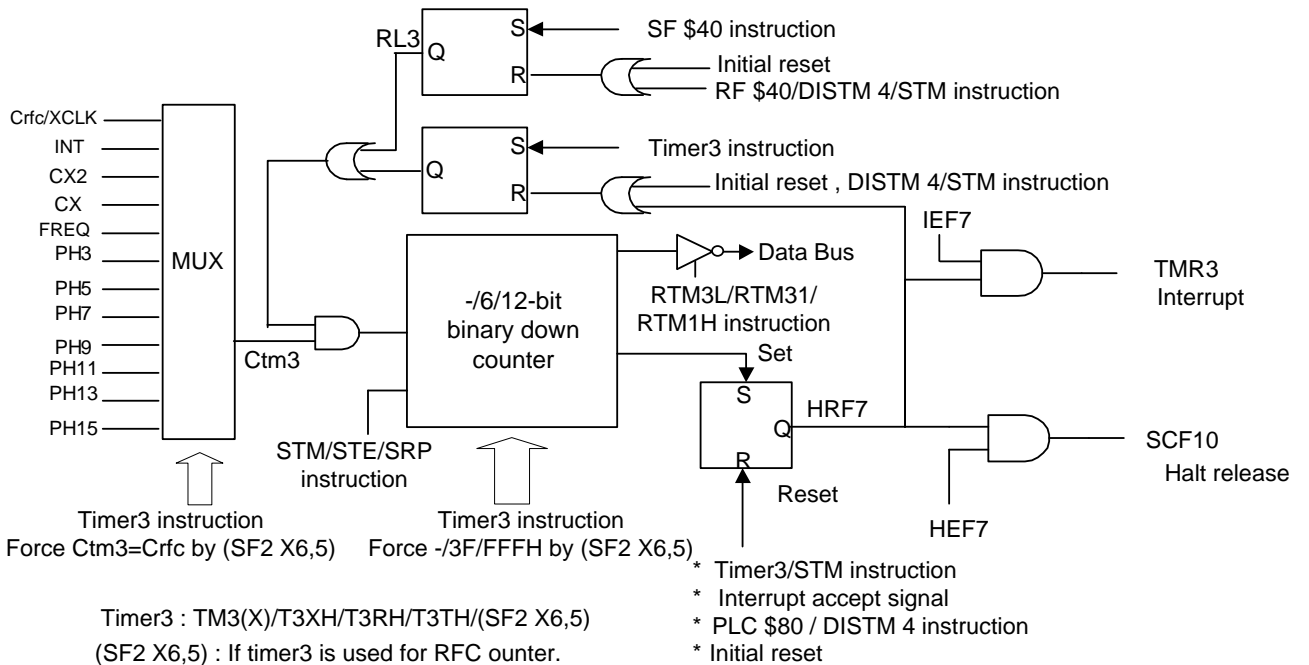 RL3
S
Q
R
SF $40 instruction
Initial reset
RF $40/DISTM 4/STM instruction
Crfc/XCLK
INT
CX2
CX
FREQ
PH3
PH5
PH7
PH9
PH11
PH13
PH15
MUX
Ctm3
S
Q
R
Timer3 instruction
Initial reset , DISTM 4/STM instruction
-/6/12-bit
binary down
counter
Data Bus
RTM3L/RTM31/
RTM1H instruction
IEF7
TMR3
Interrupt
Set
S
Q
R
HRF7
Reset
HEF7
SCF10
Halt release
STM/STE/SRP
instruction
Timer3 instruction
Force Ctm3=Crfc by (SF2 X6,5)
Timer3 instruction
Force -/3F/FFFH by (SF2 X6,5)
* Timer3/STM instruction
* Interrupt accept signal
* PLC $80 / DISTM 4 instruction
* Initial reset
Timer3 : TM3(X)/T3XH/T3RH/T3TH/(SF2 X6,5)
(SF2 X6,5) : If timer3 is used for RFC ounter.